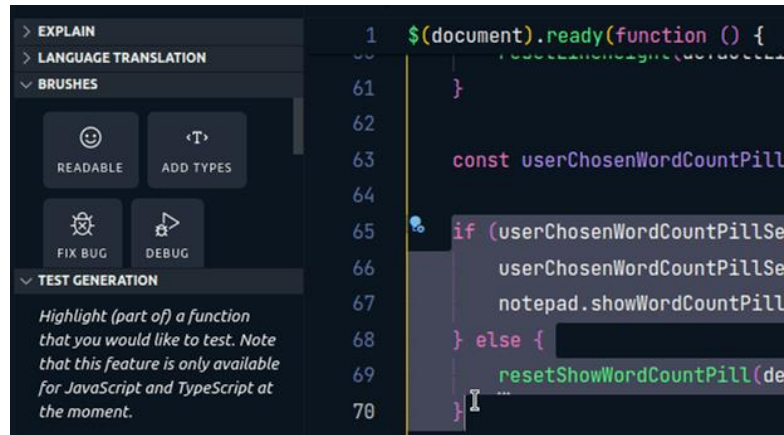 EXPLAIN
LANGUAGE TRANSLATION
BRUSHES
READABLE
ADD TYPES
FIX BUG
DEBUG
TEST GENERATION
Highlight (part of) a function
that you would like to test. Note
that this feature is only available
for JavaScript and TypeScript at
the moment.
1 $(document).ready(function () {
61 }
62
63 const userChosenWordCountPill
64
65 if (userChosenWordCountPillSe
66 userChosenWordCountPillSe
67 notepad.showWordCountPill
68 } else {
69 resetShowWordCountPill(de
70 }